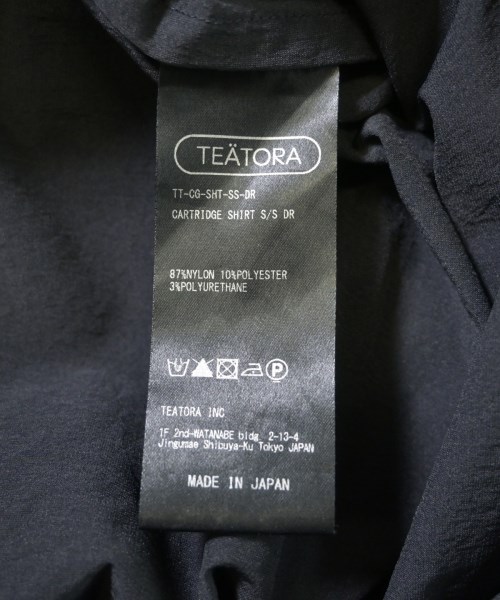 TEÄTORA
TT-CG-SHT-SS-DR
CARTRIDGE SHIRT S/S DR
87%NYLON 10%POLYESTER
3%POLYURETHANE
P
TEATORA INC
1F 2nd-WATANABE bldg 2-13-4
Jingumae Shibuya-Ku Tokyo JAPAN
MADE IN JAPAN